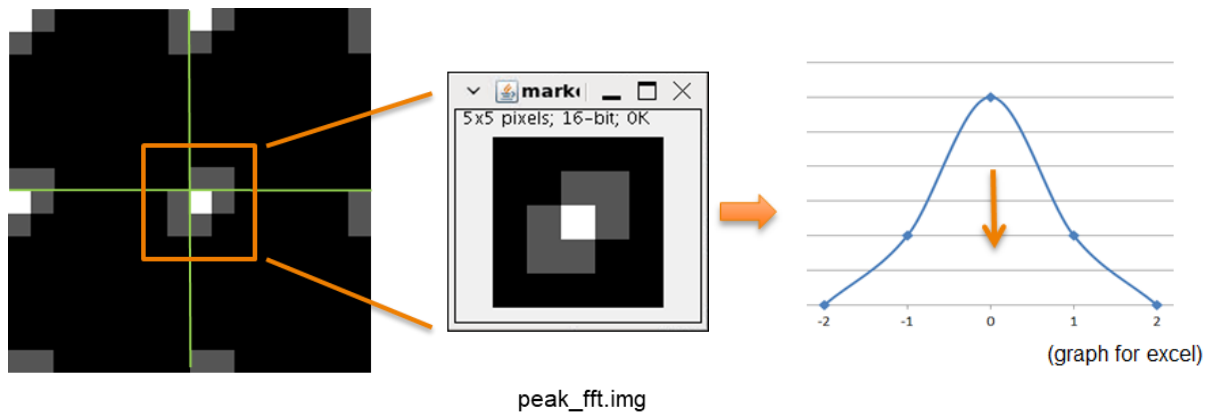 marke
5x5 pixels; 16-bit; 0K
-2 -1 0 1 2
(graph for excel)
peak_fft.img